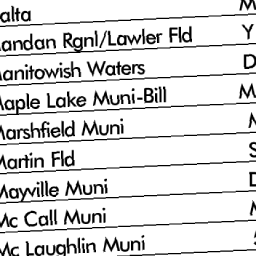 alta M
andan Rgnl/Lawler Fld Y
anitowish Waters D
aple Lake Muni-Bill M
arshfield Muni
Martin Fld S
Mayville Muni D
Mc Call Muni
Mc Laughlin Muni